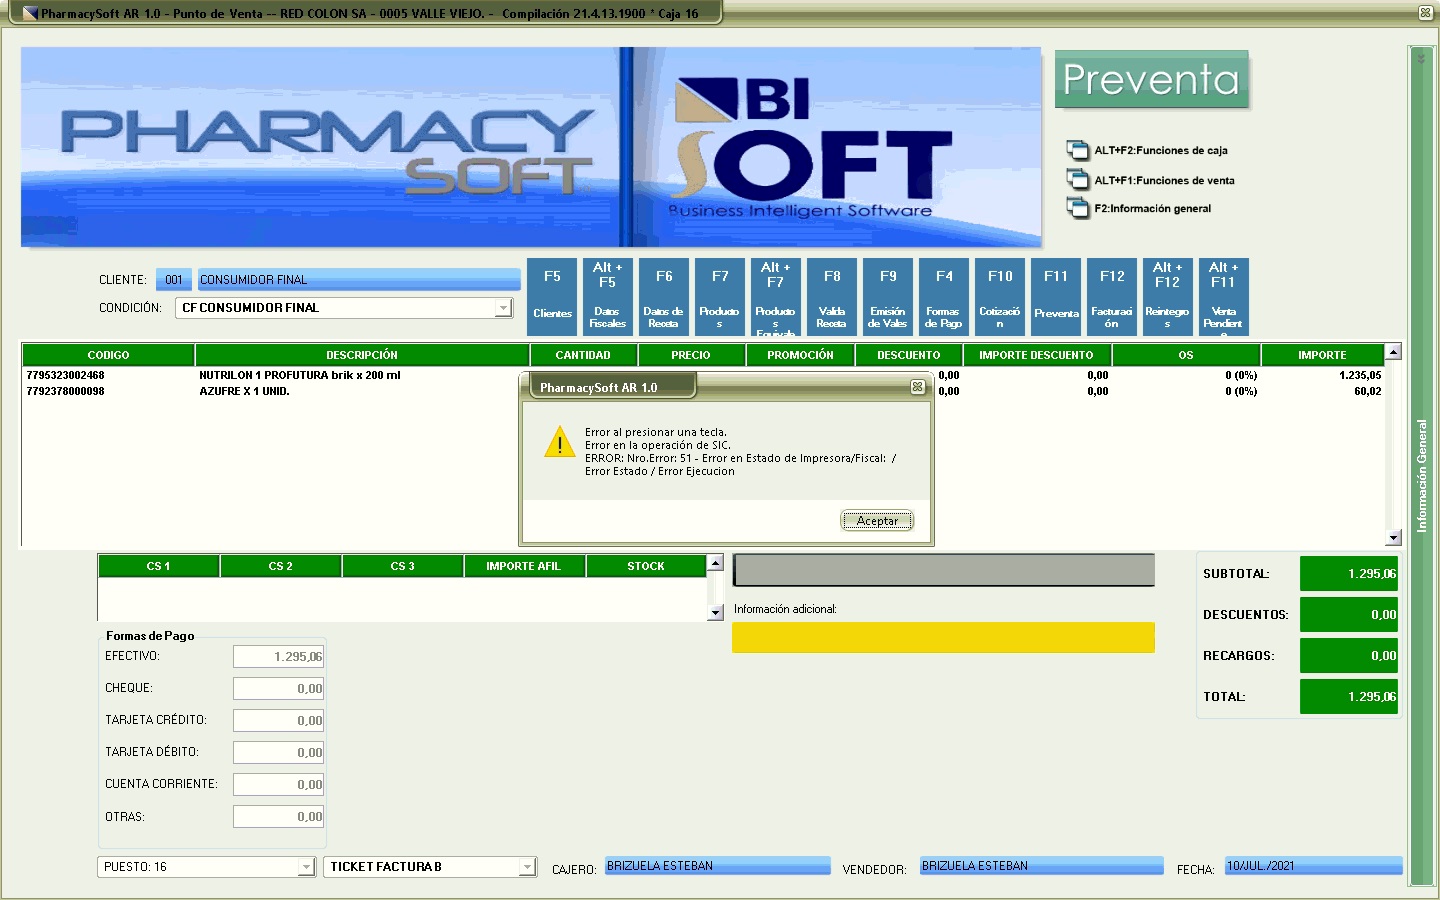 PharmacySoft AR 1.0 - Punto de Venta -- RED COLON SA - 0005 VALLE VIEJO. - Compilación 21.4.13.1900 * Caja 16
PHARMACY
SOFT
BI
SOFT
Business Intelligent Software
Preventa
ALT+F2:Funciones de caja
ALT+F1:Funciones de venta
F2:Información general
CLIENTE: 001 CONSUMIDOR FINAL
CONDICIÓN: CF CONSUMIDOR FINAL
F5 Clientes
Alt + F5 Datos Fiscales
F6 Datos de Receta
F7 Producto s
Alt + F7 Producto s Equivale
F8 Valida Receta
F9 Emisión de Vales
F4 Formas de Pago
F10 Cotizació n
F11 Preventa
F12 Facturaci ón
Alt + F12 Reintegro s
Alt + F11 Venta Pendient e
CODIGO DESCRIPCIÓN CANTIDAD PRECIO PROMOCIÓN DESCUENTO IMPORTE DESCUENTO OS IMPORTE
7795323002468 NUTRILON 1 PROFUTURA brik x 200 ml 0,00 0,00 0 (0%) 1.235,05
7792378000098 AZUFRE X 1 UNID. 0,00 0,00 0 (0%) 60,02
PharmacySoft AR 1.0
Error al presionar una tecla.
Error en la operación de SIC.
ERROR: Nro.Error: 51 - Error en Estado de Impresora/Fiscal: /
Error Estado / Error Ejecucion
Aceptar
Información General
CS 1 CS 2 CS 3 IMPORTE AFIL STOCK
Información adicional:
SUBTOTAL: 1.295,06
DESCUENTOS: 0,00
RECARGOS: 0,00
TOTAL: 1.295,06
Formas de Pago
EFECTIVO: 1.295,06
CHEQUE: 0,00
TARJETA CRÉDITO: 0,00
TARJETA DÉBITO: 0,00
CUENTA CORRIENTE: 0,00
OTRAS: 0,00
PUESTO: 16 TICKET FACTURA B CAJERO: BRIZUELA ESTEBAN VENDEDOR: BRIZUELA ESTEBAN FECHA: 10/JUL./2021